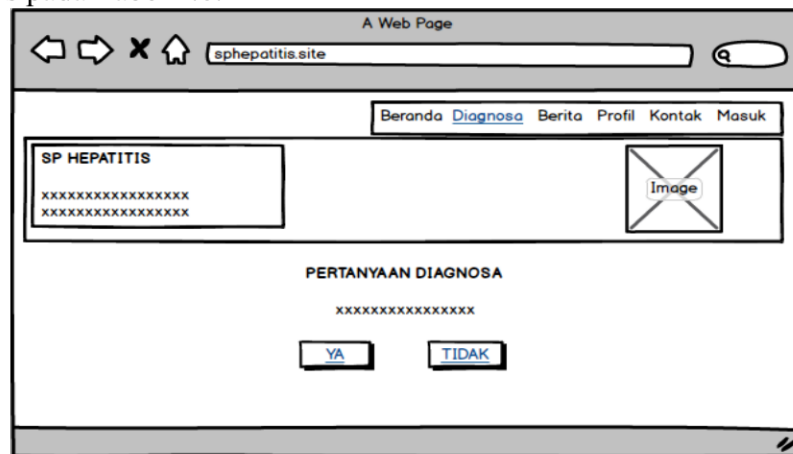 A Web Page
sphepatitis.site
Beranda Diagnosa Berita Profil Kontak Masuk
SP HEPATITIS
xxxxxxxxxxxxxxxxx
xxxxxxxxxxxxxxxxx
Image
PERTANYAAN DIAGNOSA
xxxxxxxxxxxxxxxx
YA TIDAK